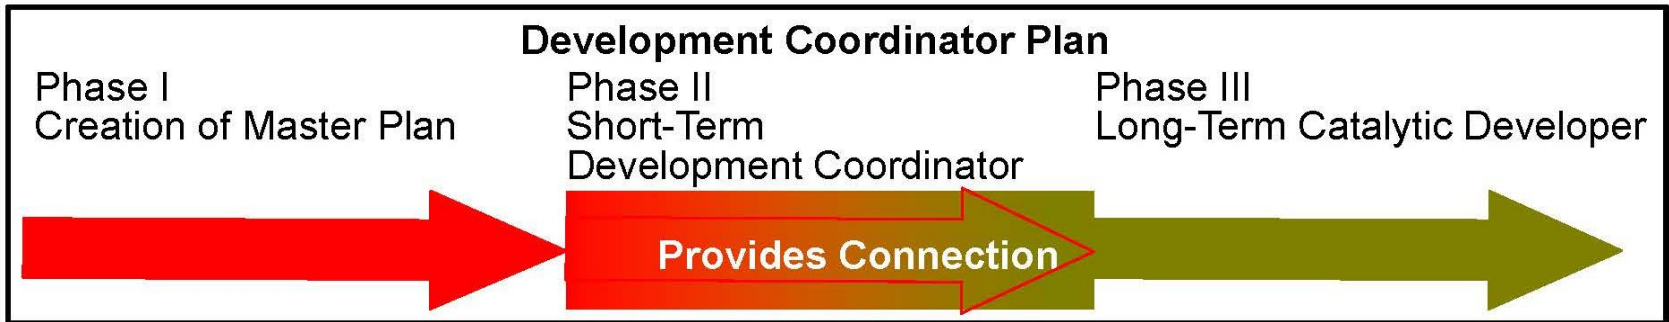 Development Coordinator Plan
Phase I
Creation of Master Plan
Phase II
Short-Term
Development Coordinator
Phase III
Long-Term Catalytic Developer
Provides Connection